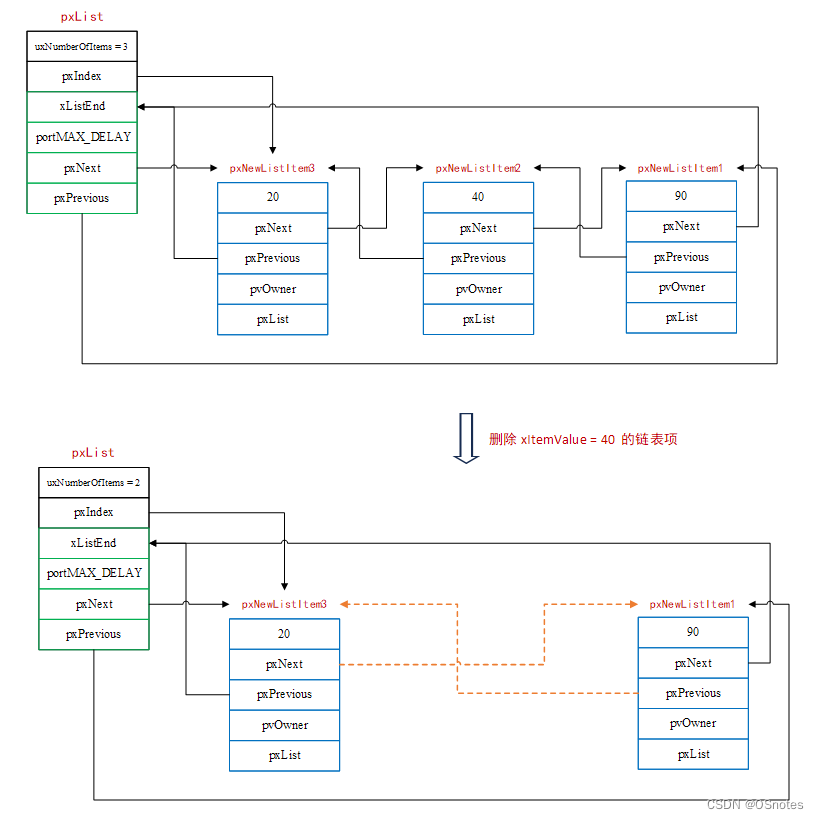 pxList
uxNumberOfItems = 3
pxIndex
xListEnd
portMAX_DELAY
pxNext
pxPrevious
pxNewListItem3
20
pxNext
pxPrevious
pvOwner
pxList
pxNewListItem2
40
pxNext
pxPrevious
pvOwner
pxList
pxNewListItem1
90
pxNext
pxPrevious
pvOwner
pxList
删除 xItemValue = 40 的链表项
pxList
uxNumberOfItems = 2
pxIndex
xListEnd
portMAX_DELAY
pxNext
pxPrevious
pxNewListItem3
20
pxNext
pxPrevious
pvOwner
pxList
pxNewListItem1
90
pxNext
pxPrevious
pvOwner
pxList
CSDN @OSnotes